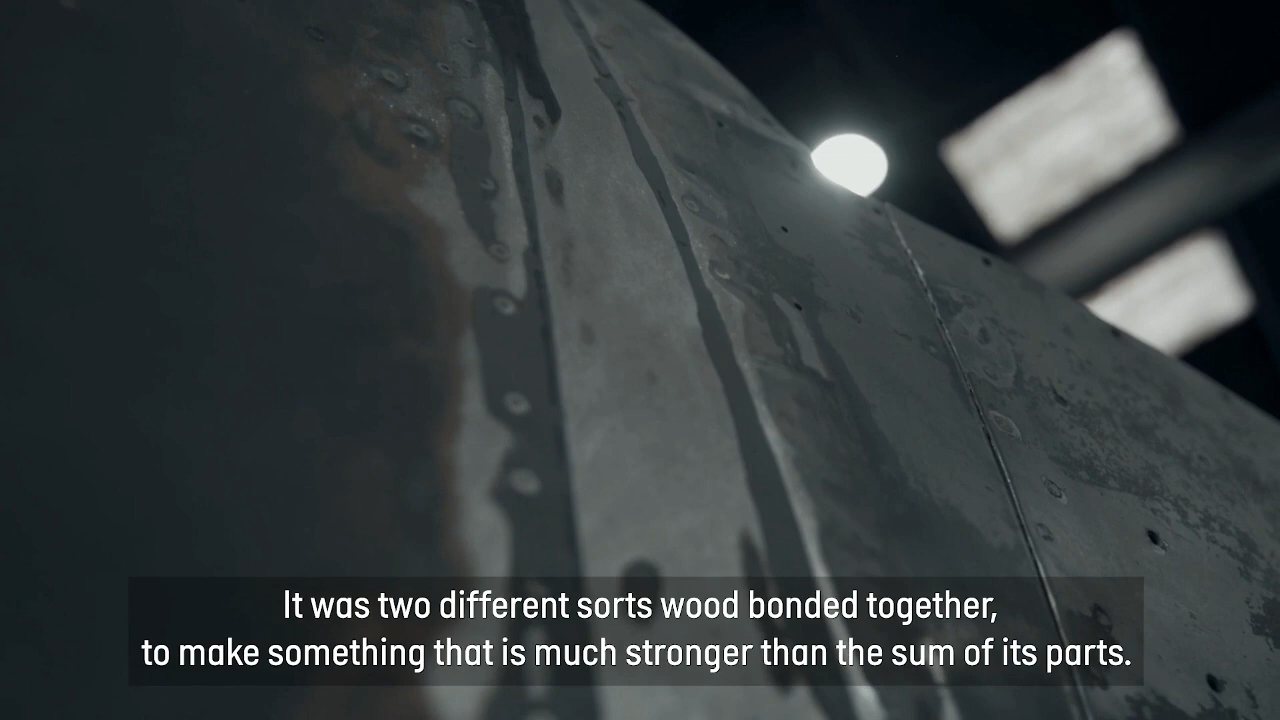 It was two different sorts wood bonded together,
to make something that is much stronger than the sum of its parts.